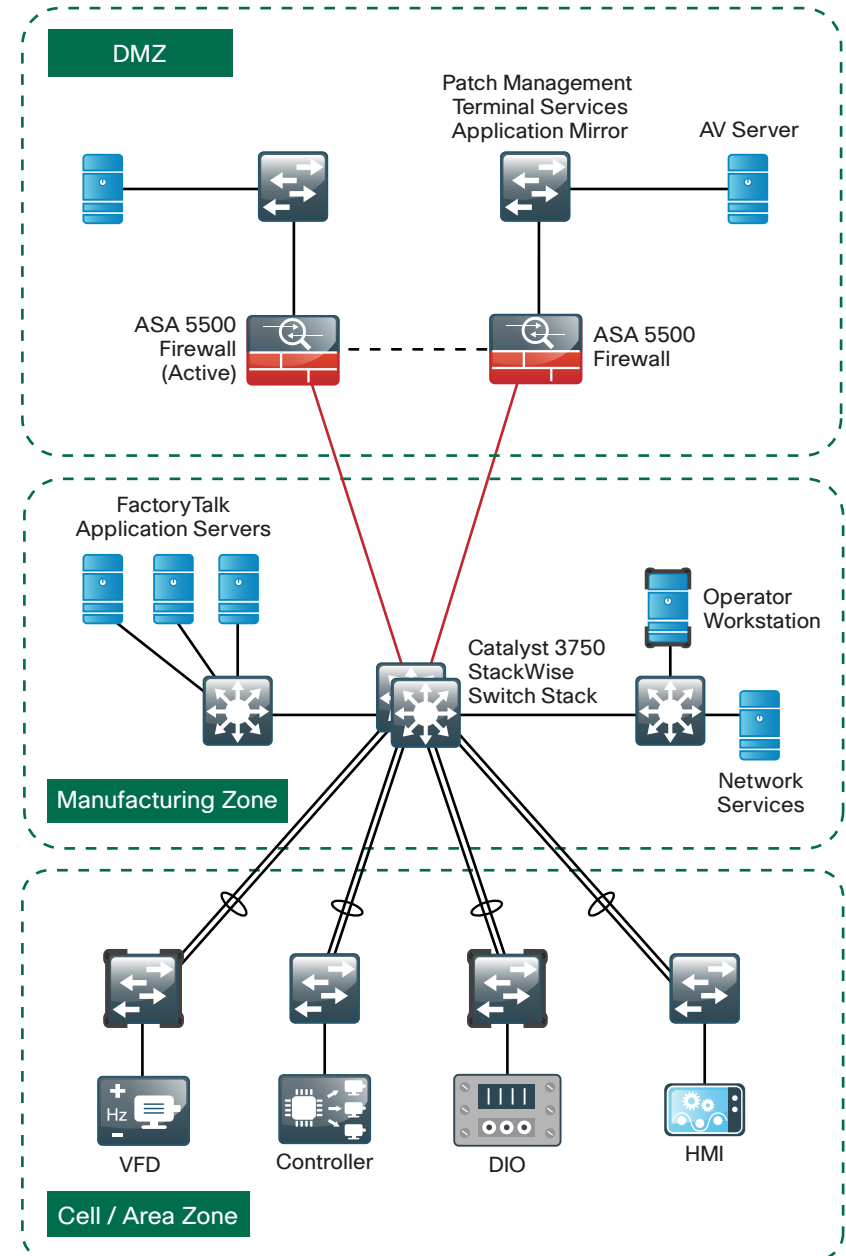 DMZ
Patch Management
Terminal Services
Application Mirror
AV Server
ASA 5500
Firewall
(Active)
ASA 5500
Firewall
FactoryTalk
Application Servers
Operator
Workstation
Catalyst 3750
StackWise
Switch Stack
Network
Services
Manufacturing Zone
+
Hz
−
VFD
Controller
DIO
HMI
Cell / Area Zone